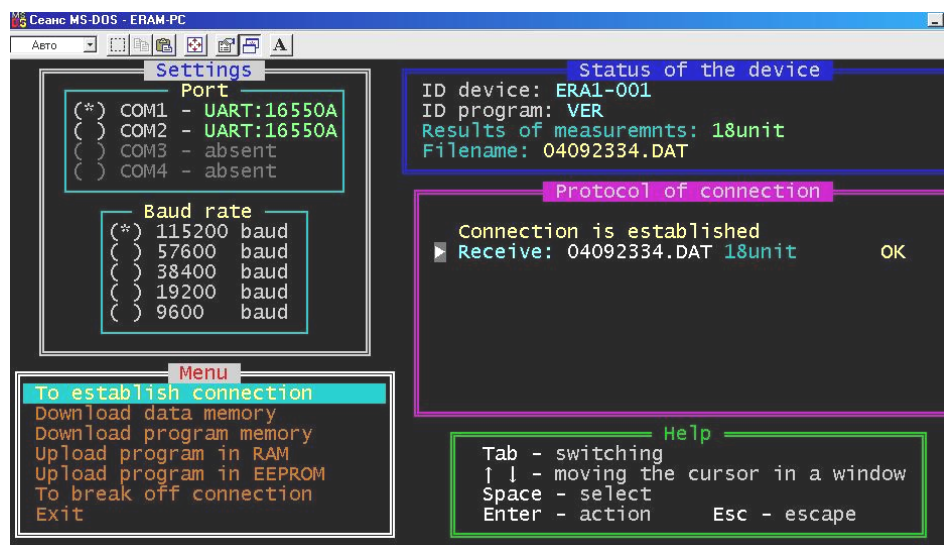 Сеанс MS-DOS - ERAM-PC
Авто
A
Settings
Port
(*) COM1 - UART:16550A
( ) COM2 - UART:16550A
( ) COM3 - absent
( ) COM4 - absent
Baud rate
(*) 115200 baud
( ) 57600 baud
( ) 38400 baud
( ) 19200 baud
( ) 9600 baud
Menu
To establish connection
Download data memory
Download program memory
Upload program in RAM
Upload program in EEPROM
To break off connection
Exit
Status of the device
ID device: ERA1-001
ID program: VER
Results of measuremnts: 18unit
Filename: 04092334.DAT
Protocol of connection
Connection is established
Receive: 04092334.DAT 18unit OK
Help
Tab - switching
↑ ↓ - moving the cursor in a window
Space - select
Enter - action Esc - escape